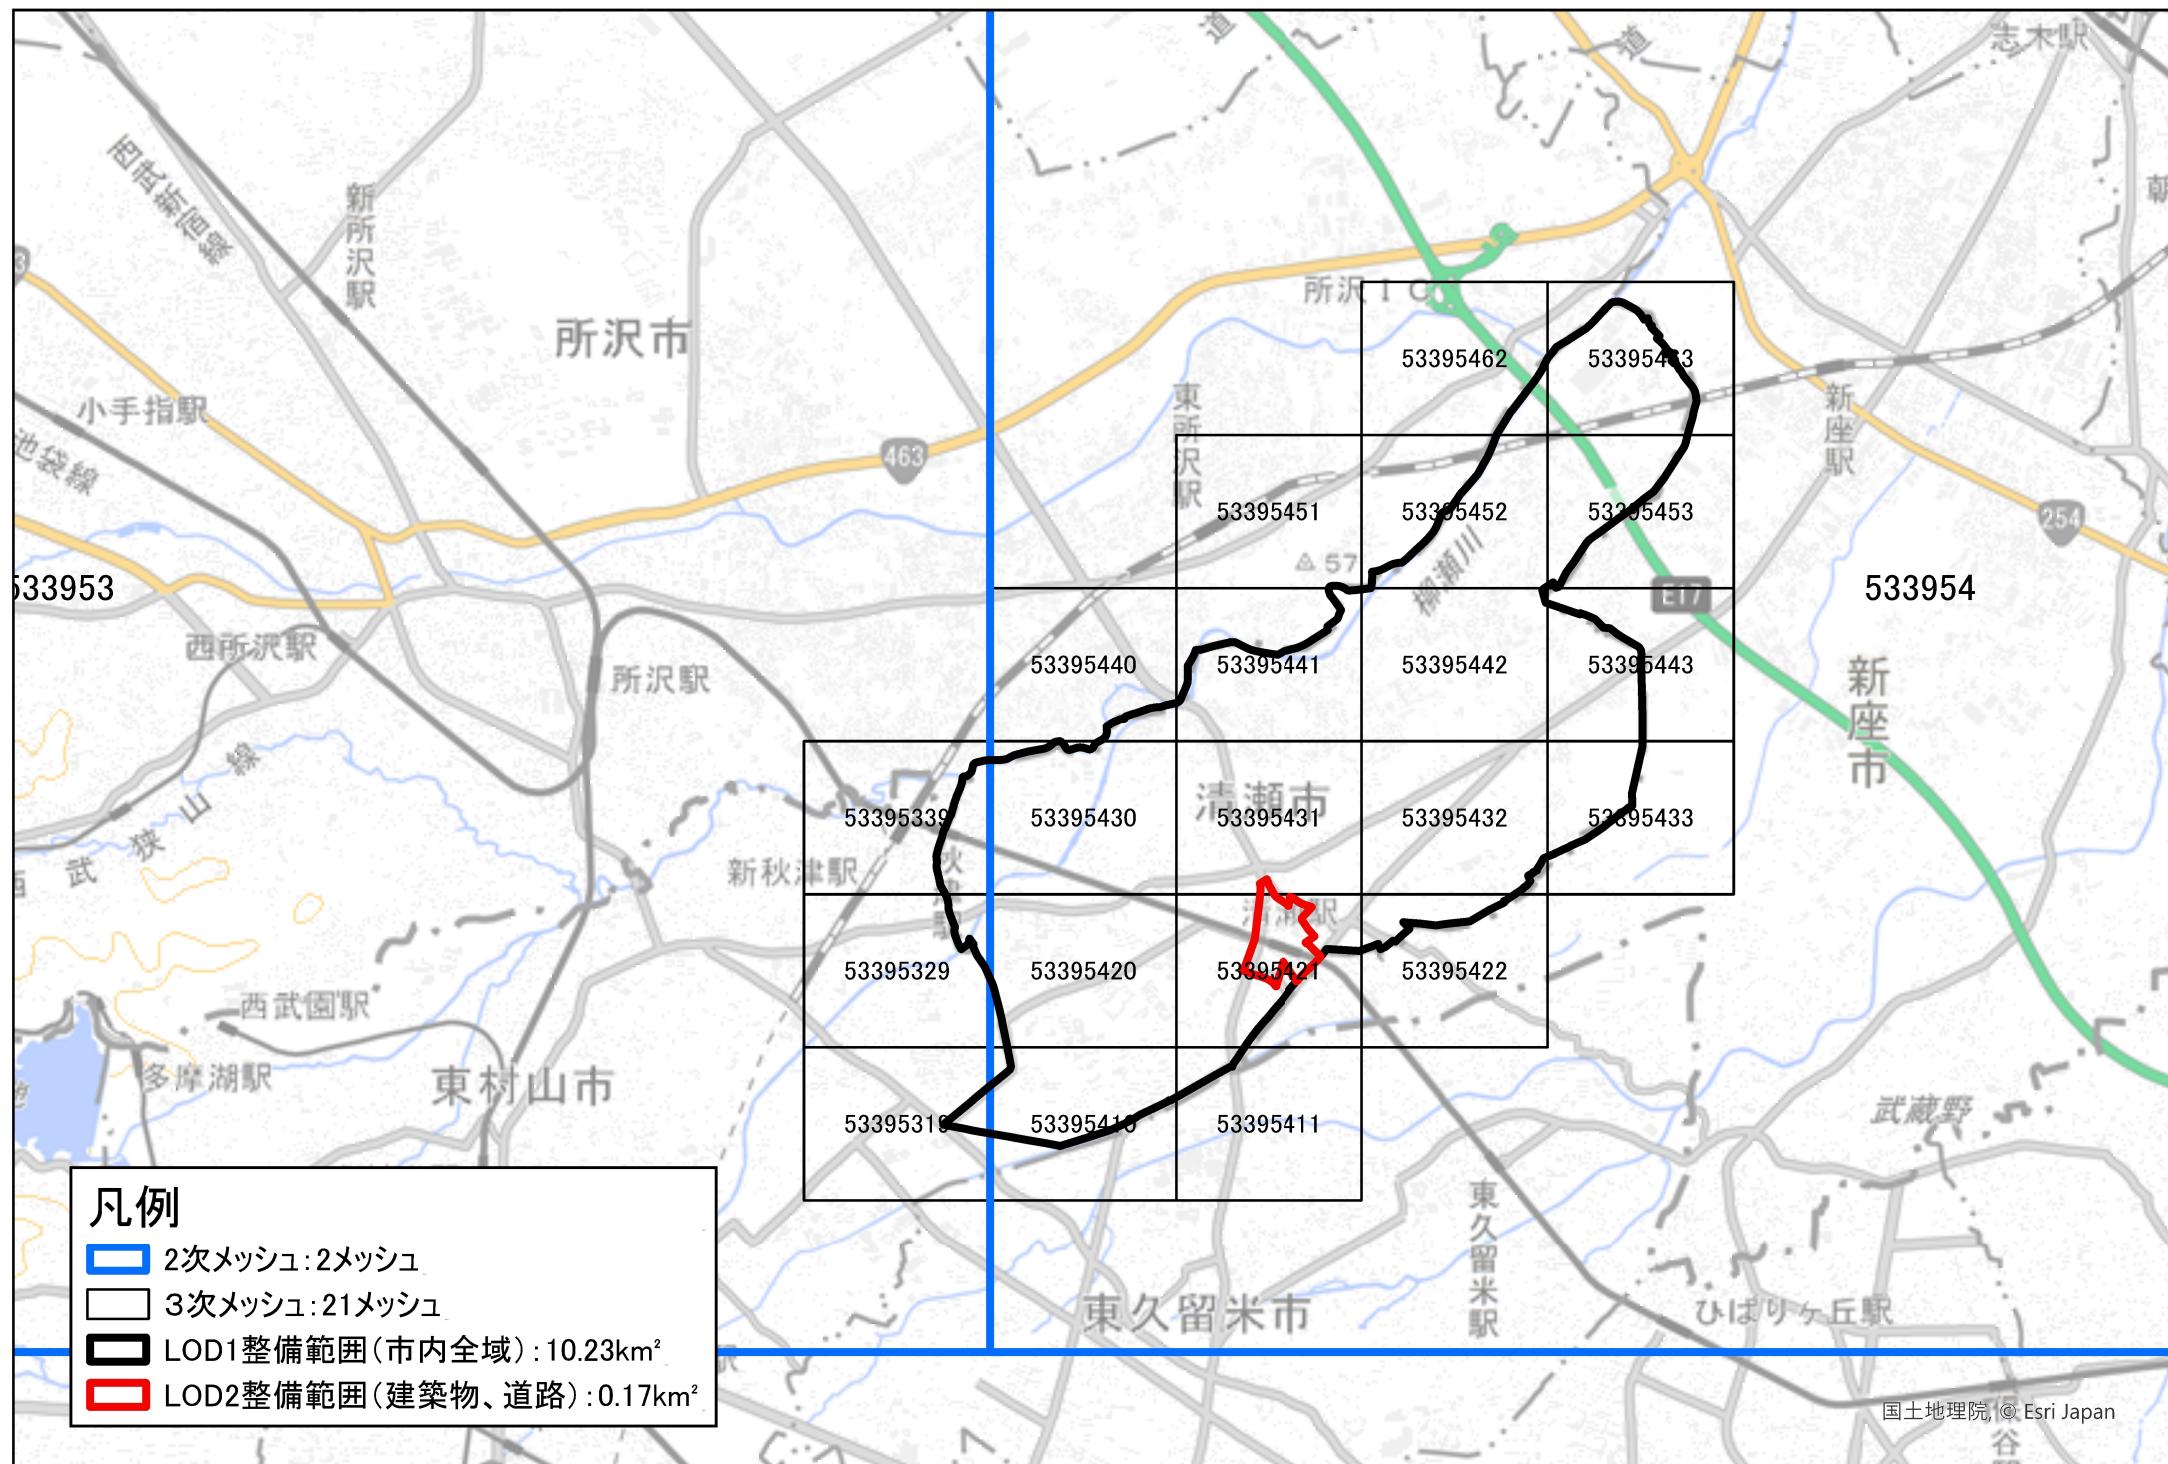 道
道
志木駅
朝
西武新宿線
新所沢駅
所沢市
所沢IC
53395462
53395463
小手指駅
池袋線
東所沢駅
新座駅
463
53395451
53395452
53395453
254
57
柳瀬川
533953
E17
533954
西所沢駅
所沢駅
53395440
53395441
53395442
53395443
新座市
線
山
狭
武
西
清瀬市
53395339
53395430
53395431
53395432
53395433
新秋津駅
秋津駅
清瀬駅
53395329
53395420
53395421
53395422
西武園駅
多摩湖駅
東村山市
53395319
53395410
53395411
武蔵野
東久留米駅
東久留米市
ひばりヶ丘駅
凡例
2次メッシュ:2メッシュ
3次メッシュ:21メッシュ
LOD1整備範囲(市内全域):10.23km²
LOD2整備範囲(建築物、道路):0.17km²
国土地理院, © Esri Japan